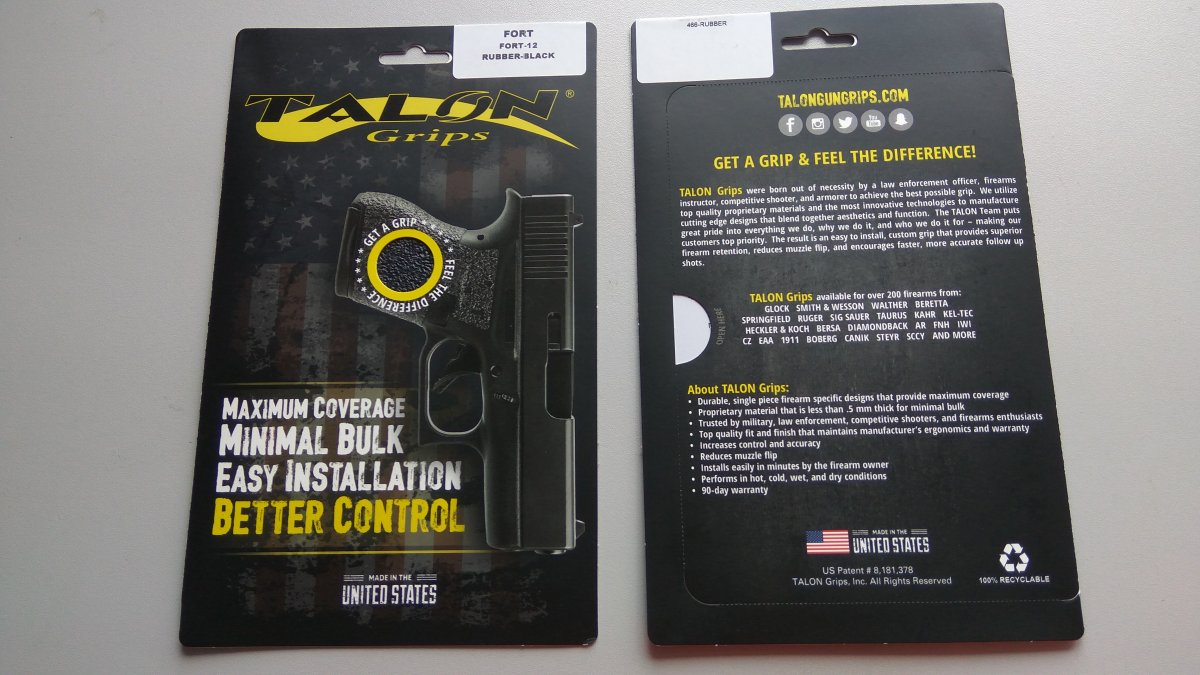 FORT
FORT-12
RUBBER-BLACK
TALON®
Grips
GET A GRIP * * * * * FEEL THE DIFFERENCE * * * * *
MAXIMUM COVERAGE
MINIMAL BULK
EASY INSTALLATION
BETTER CONTROL
MADE IN THE
UNITED STATES
466-RUBBER
TALONGUNGRIPS.COM
f You Tube
GET A GRIP & FEEL THE DIFFERENCE!
TALON Grips were born out of necessity by a law enforcement officer, firearms
instructor, competitive shooter, and armorer to achieve the best possible grip. We utilize
top quality proprietary materials and the most innovative technologies to manufacture
cutting edge designs that blend together aesthetics and function. The TALON Team puts
great pride into everything we do, why we do it, and who we do it for – making our
customers top priority. The result is an easy to install, custom grip that provides superior
firearm retention, reduces muzzle flip, and encourages faster, more accurate follow up
shots.
OPEN HERE
TALON Grips available for over 200 firearms from:
GLOCK SMITH & WESSON WALTHER BERETTA
SPRINGFIELD RUGER SIG SAUER TAURUS KAHR KEL-TEC
HECKLER & KOCH BERSA DIAMONDBACK AR FNH IWI
CZ EAA 1911 BOBERG CANIK STEYR SCCY AND MORE
About TALON Grips:
• Durable, single piece firearm specific designs that provide maximum coverage
• Proprietary material that is less than .5 mm thick for minimal bulk
• Trusted by military, law enforcement, competitive shooters, and firearms enthusiasts
• Top quality fit and finish that maintains manufacturer's ergonomics and warranty
• Increases control and accuracy
• Reduces muzzle flip
• Installs easily in minutes by the firearm owner
• Performs in hot, cold, wet, and dry conditions
• 90-day warranty
MADE IN THE
UNITED STATES
US Patent # 8,181,378
TALON Grips, Inc. All Rights Reserved
100% RECYCLABLE